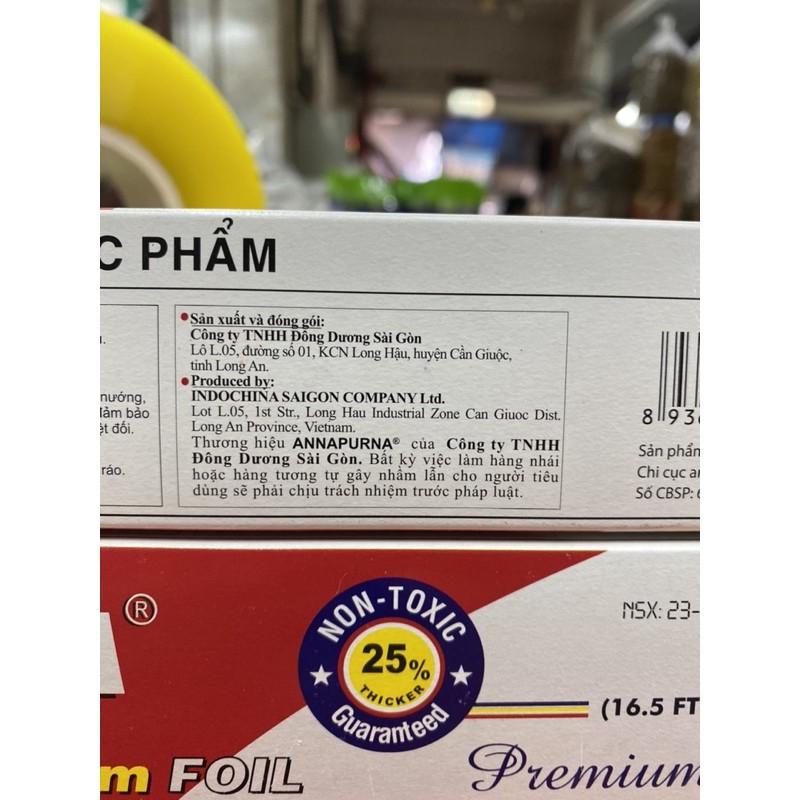 C PHẨM
nướng,
đảm bảo
ệt đối.
ráo.
•Sản xuất và đóng gói:
Công ty TNHH Đông Dương Sài Gòn
Lô L.05, đường số 01, KCN Long Hậu, huyện Cần Giuộc,
tỉnh Long An.
•Produced by:
INDOCHINA SAIGON COMPANY Ltd.
Lot L.05, 1st Str., Long Hau Industrial Zone Can Giuoc Dist.
Long An Province, Vietnam.
Thương hiệu ANNAPURNA® của Công ty TNHH
Đông Dương Sài Gòn. Bất kỳ việc làm hàng nhái
hoặc hàng tương tự gây nhầm lẫn cho người tiêu
dùng sẽ phải chịu trách nhiệm trước pháp luật.
8 93
Sản phẩm
Chi cục
Số CBSP:
®
NON-TOXIC
25%
THICKER
Guaranteed
NSX: 23-
(16.5 FT
m FOIL
Premium